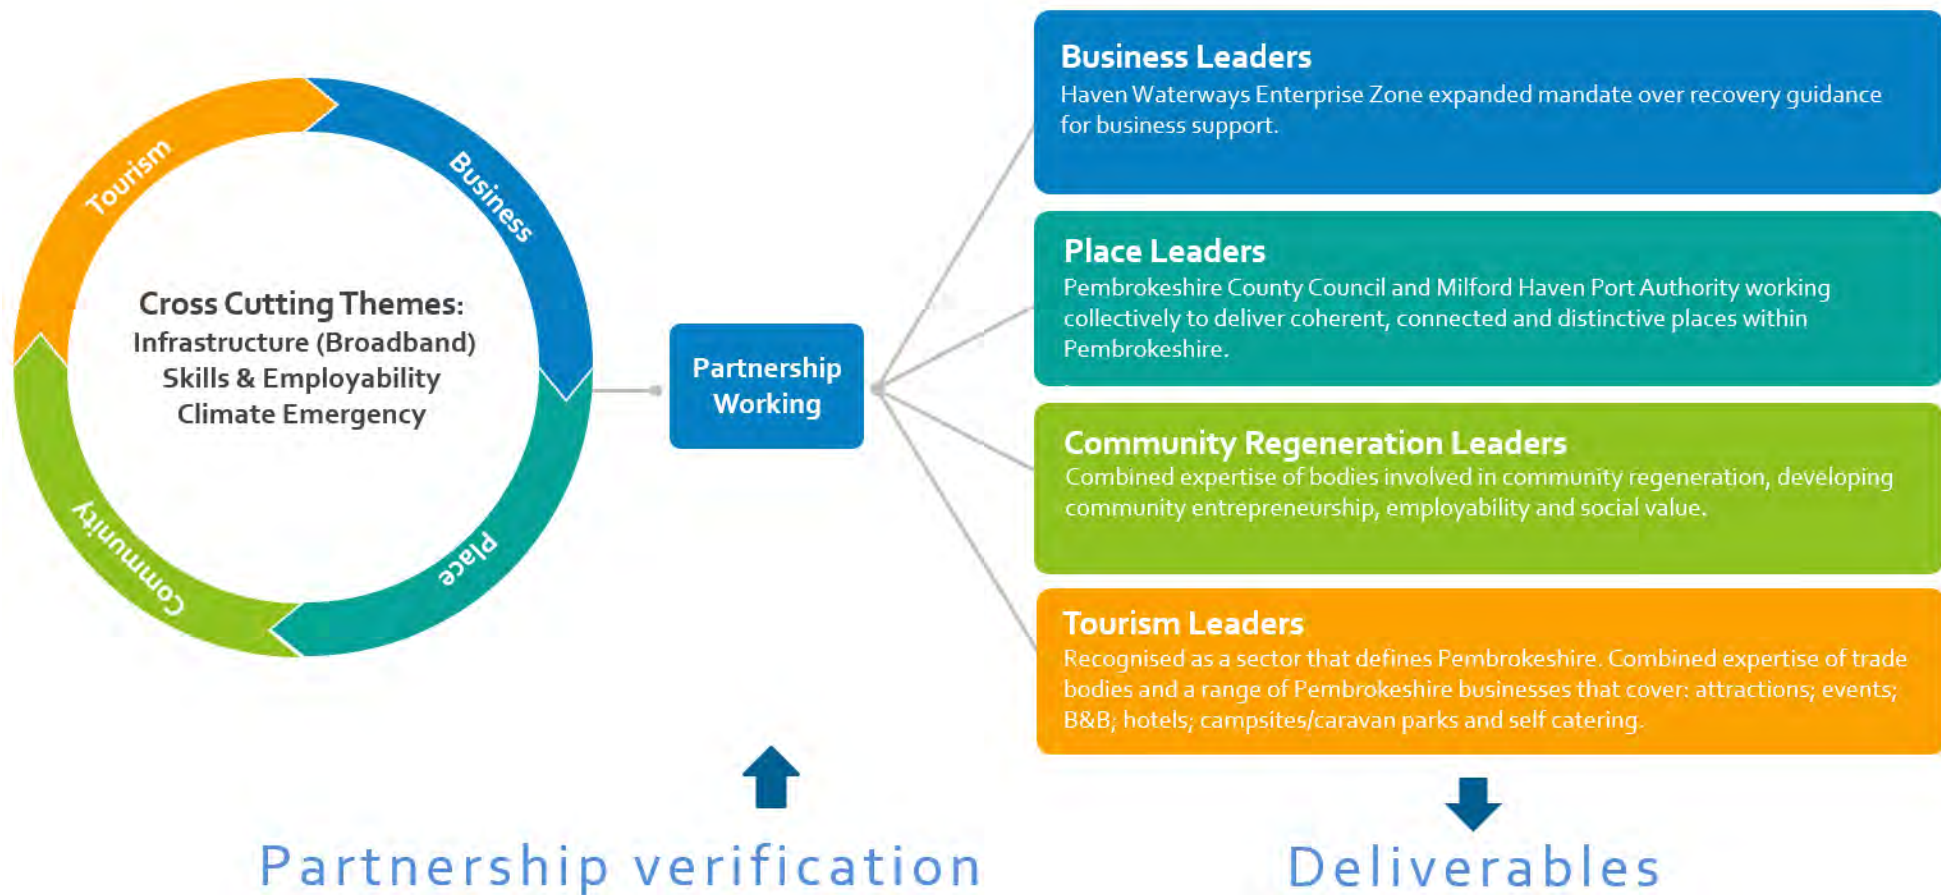 Tourism
Business
Place
Community
Cross Cutting Themes:
Infrastructure (Broadband)
Skills & Employability
Climate Emergency
Partnership
Working
Business Leaders
Haven Waterways Enterprise Zone expanded mandate over recovery guidance
for business support.
Place Leaders
Pembrokeshire County Council and Milford Haven Port Authority working
collectively to deliver coherent, connected and distinctive places within
Pembrokeshire.
Community Regeneration Leaders
Combined expertise of bodies involved in community regeneration, developing
community entrepreneurship, employability and social value.
Tourism Leaders
Recognised as a sector that defines Pembrokeshire. Combined expertise of trade
bodies and a range of Pembrokeshire businesses that cover: attractions; events;
B&B; hotels; campsites/caravan parks and self catering.
Partnership verification
Deliverables